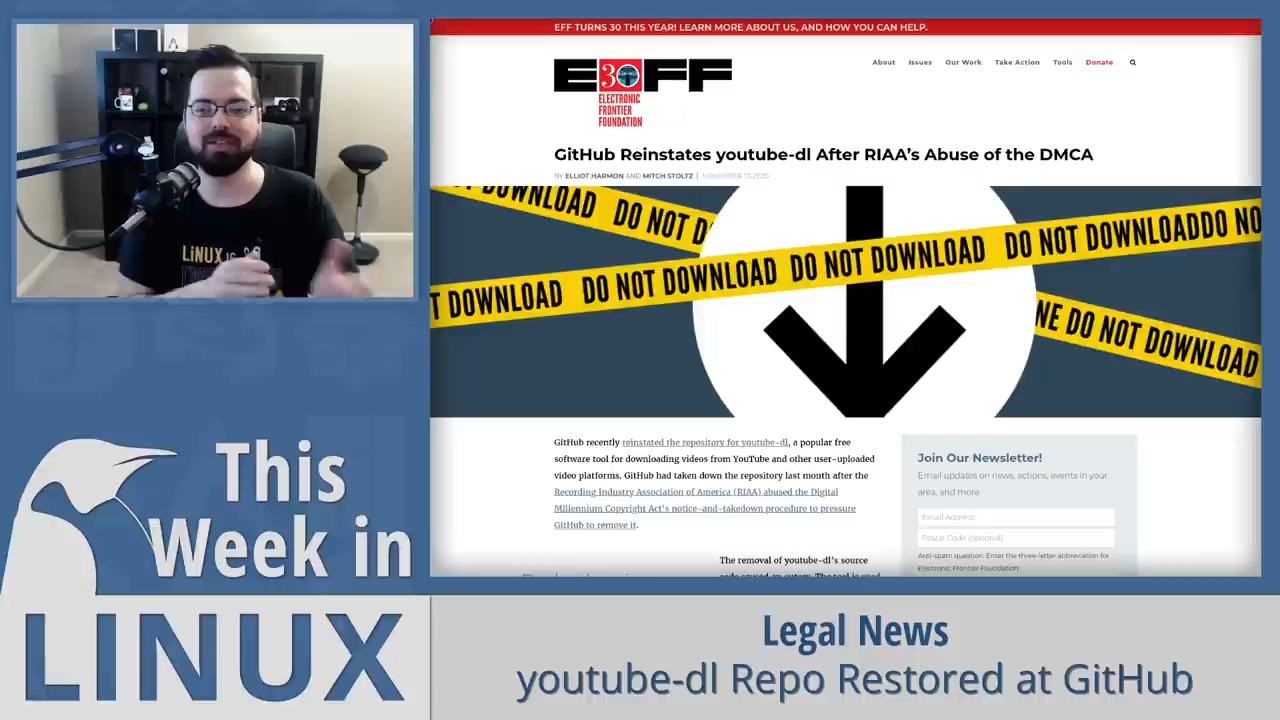 LiNUX is
EFF TURNS 30 THIS YEAR! LEARN MORE ABOUT US, AND HOW YOU CAN HELP.
EFF
30
ELECTRONIC
FRONTIER
FOUNDATION
About Issues Our Work Take Action Tools Donate
GitHub Reinstates youtube-dl After RIAA’s Abuse of the DMCA
BY ELLIOT HARMON AND MITCH STOLTZ | NOVEMBER 17, 2020
DOWNLOAD DO NOT D
T DOWNLOAD DO NOT DOWNLOAD DO NOT DOWNLOAD DO NOT DOWNLOADDO NO
NE DO NOT DOWNLOAD
GitHub recently reinstated the repository for youtube-dl, a popular free
software tool for downloading videos from YouTube and other user-uploaded
video platforms. GitHub had taken down the repository last month after the
Recording Industry Association of America (RIAA) abused the Digital
Millennium Copyright Act’s notice-and-takedown procedure to pressure
GitHub to remove it.
The removal of youtube-dl’s source
Join Our Newsletter!
Email updates on news, actions, events in your
area, and more
Email Address
Postal Code (optional)
Anti-spam question: Enter the three-letter abbreviation for
Electronic Frontier Foundation:
This
Week in
LINUX
Legal News
youtube-dl Repo Restored at GitHub